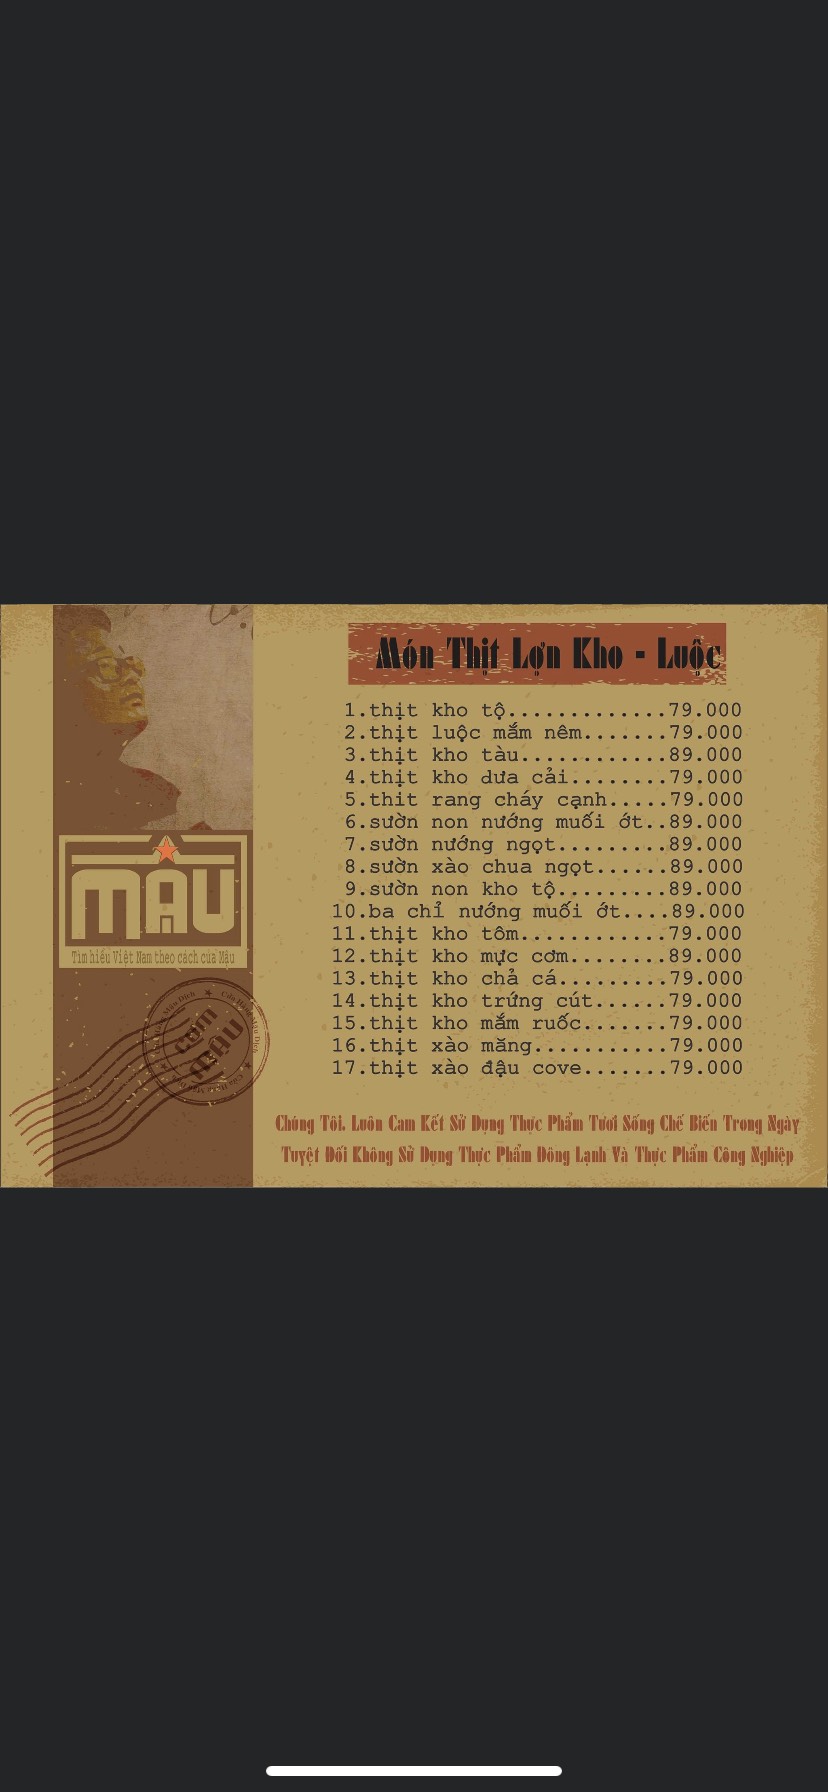 Món Thịt Lợn Kho - Luộc
1.thịt kho tộ.............79.000
2.thịt luộc mắm nêm.......79.000
3.thịt kho tàu............89.000
4.thịt kho dưa cải........79.000
5.thit rang cháy cạnh.....79.000
6.sườn non nướng muối ớt..89.000
7.sườn nướng ngọt.........89.000
8.sườn xào chua ngọt......89.000
9.sườn non kho tộ.........89.000
10.ba chỉ nướng muối ớt....89.000
11.thịt kho tôm............79.000
12.thịt kho mực cơm........89.000
13.thịt kho chả cá.........79.000
14.thịt kho trứng cút......79.000
15.thịt kho mắm ruốc.......79.000
16.thịt xào măng...........79.000
17.thịt xào đậu cove.......79.000
Chúng Tôi. Luôn Cam Kết Sử Dụng Thực Phẩm Tươi Sống Chế Biến Trong Ngày
Tuyệt Đối Không Sử Dụng Thực Phẩm Đông Lạnh Và Thực Phẩm Công Nghiệp
MẬU
Tìm hiểu Việt Nam theo cách của Mậu
cơm
MẬU